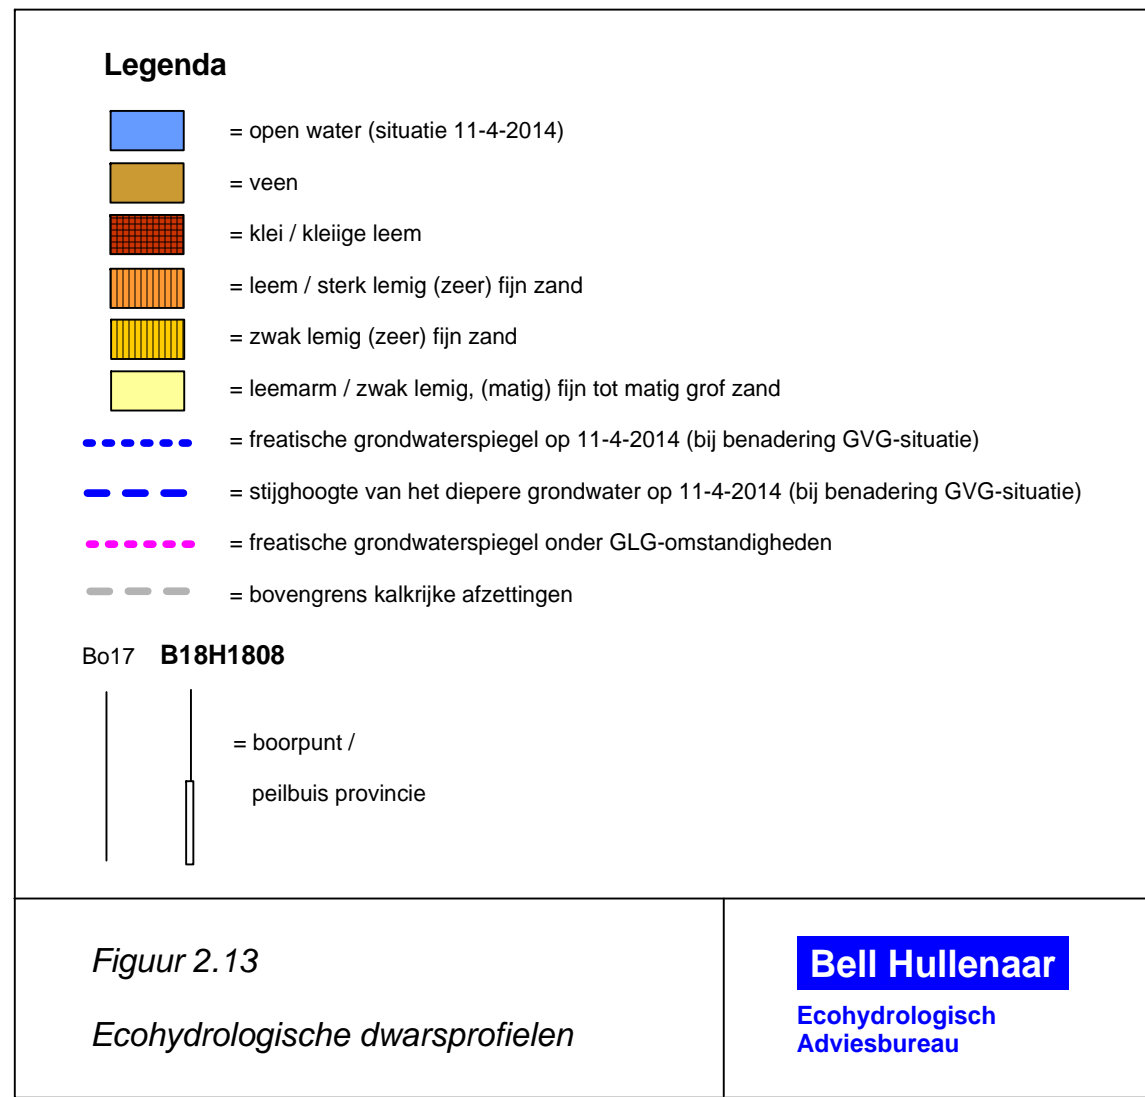 Legenda
= open water (situatie 11-4-2014)
= veen
= klei / kleiige leem
= leem / sterk lemig (zeer) fijn zand
= zwak lemig (zeer) fijn zand
= leemarm / zwak lemig, (matig) fijn tot matig grof zand
= freatische grondwaterspiegel op 11-4-2014 (bij benadering GVG-situatie)
= stijghoogte van het diepere grondwater op 11-4-2014 (bij benadering GVG-situatie)
= freatische grondwaterspiegel onder GLG-omstandigheden
= bovengrens kalkrijke afzettingen
Bo17 B18H1808
= boorpunt /
peilbuis provincie
Figuur 2.13
Ecohydrologische dwarsprofielen
Bell Hullenaar
Ecohydrologisch
Adviesbureau